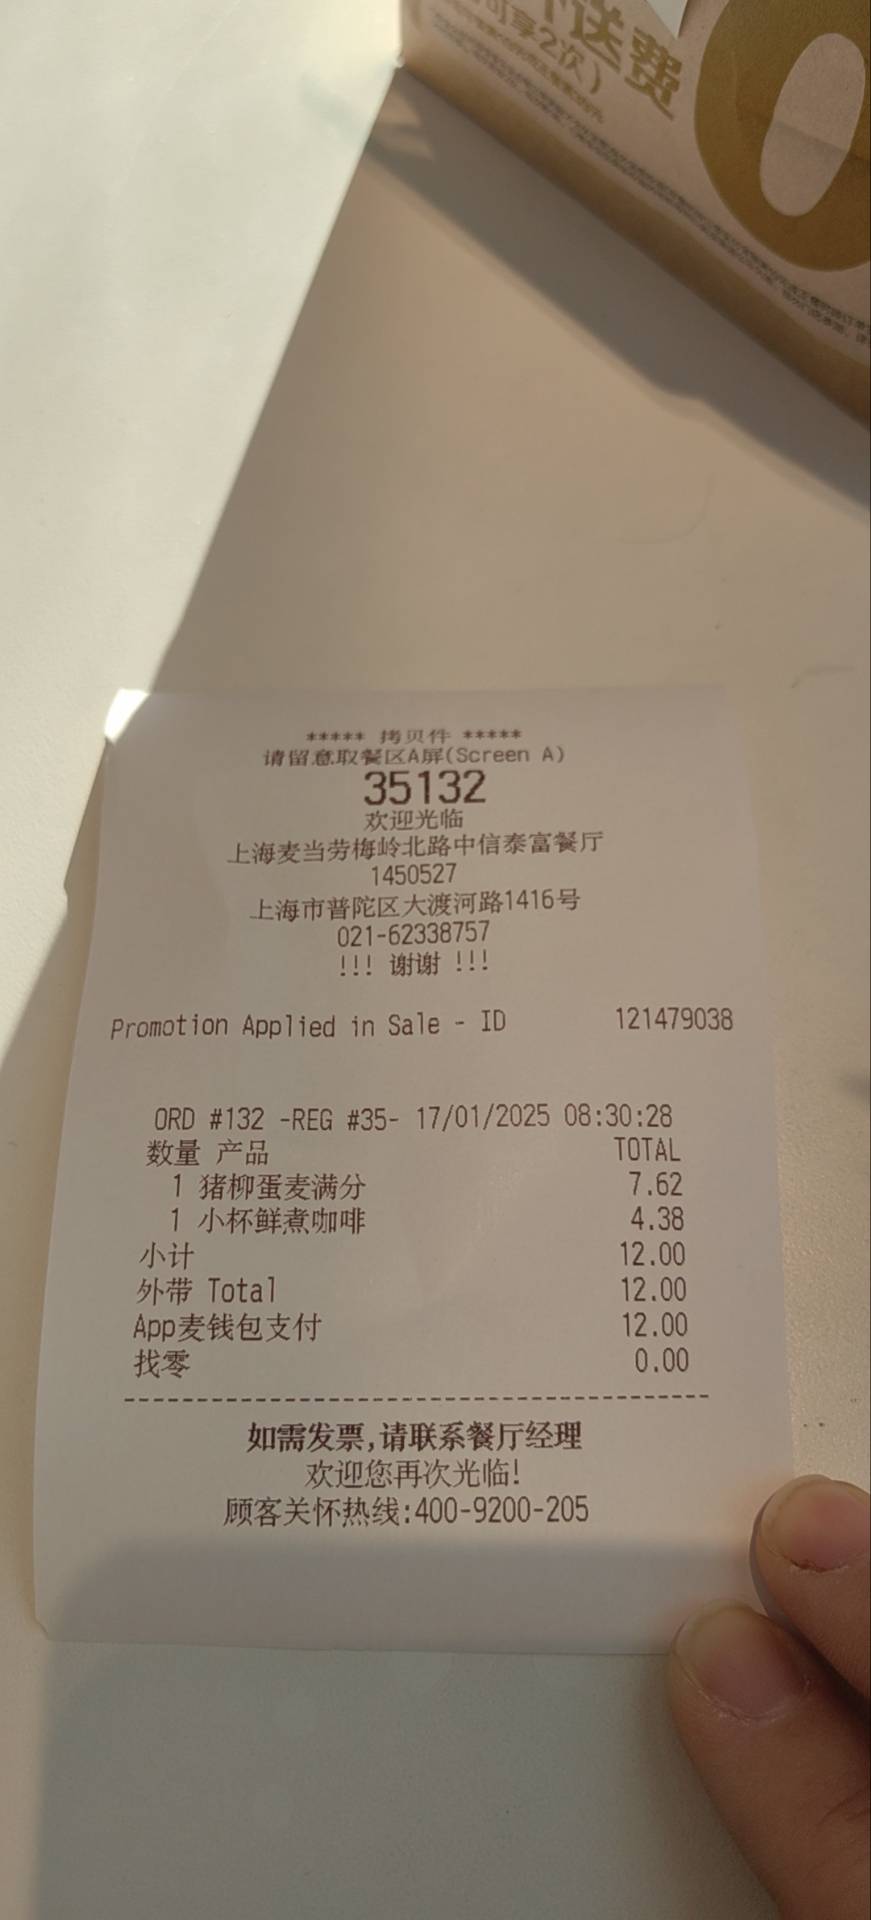 送费
可享2次)
0
***** 拷贝件 *****
请留意取餐区A屏(Screen A)
35132
欢迎光临
上海麦当劳梅岭北路中信泰富餐厅
1450527
上海市普陀区大渡河路1416号
021-62338757
!!! 谢谢 !!!
Promotion Applied in Sale - ID 121479038
ORD #132 -REG #35- 17/01/2025 08:30:28
数量 产品 TOTAL
1 猪柳蛋麦满分 7.62
1 小杯鲜煮咖啡 4.38
小计 12.00
外带 Total 12.00
App麦钱包支付 12.00
找零 0.00
如需发票,请联系餐厅经理
欢迎您再次光临!
顾客关怀热线:400-9200-205